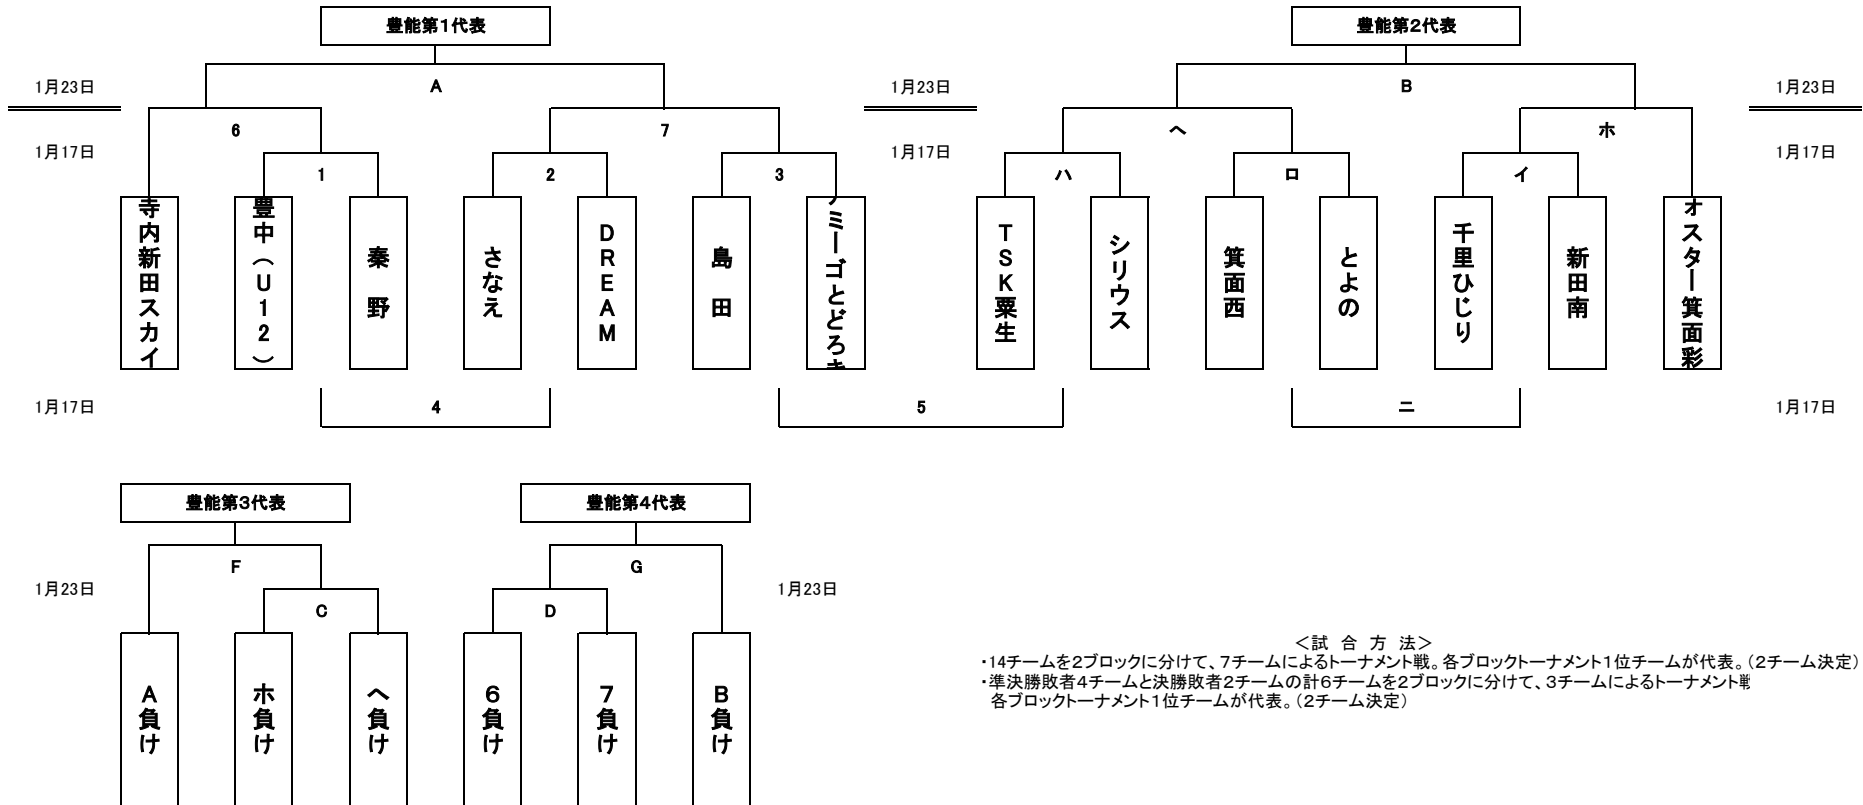 豊能第1代表
豊能第2代表
1月23日
A
1月23日
B
1月23日
6
7
ヘ
ホ
1月17日
1月17日
1月17日
1
2
3
ハ
ロ
イ
寺内新田スカイ
豊中（U12）
秦　野
さなえ
DREAM
島　田
ミーゴとどろき
TSK粟生
シリウス
箕面西
とよの
千里ひじり
新田南
オスター箕面彩
1月17日
4
5
ニ
1月17日
豊能第3代表
豊能第4代表
F
G
1月23日
1月23日
C
D
A負け
ホ負け
ヘ負け
6負け
7負け
B負け
＜試　合　方　法＞
・14チームを2ブロックに分けて、7チームによるトーナメント戦。各ブロックトーナメント1位チームが代表。（2チーム決定）
・準決勝敗者4チームと決勝敗者2チームの計6チームを2ブロックに分けて、3チームによるトーナメント戦
各ブロックトーナメント1位チームが代表。（2チーム決定）